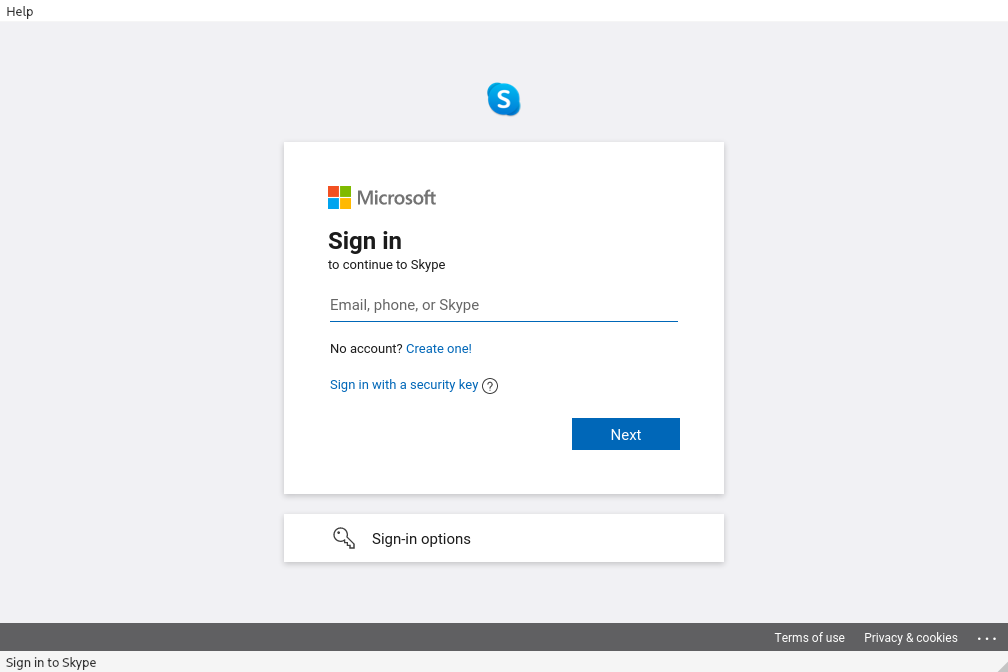 Help
S
Microsoft
Sign in
to continue to Skype
Email, phone, or Skype
No account? Create one!
Sign in with a security key ?
Next
Sign-in options
Terms of use Privacy & cookies ...
Sign in to Skype